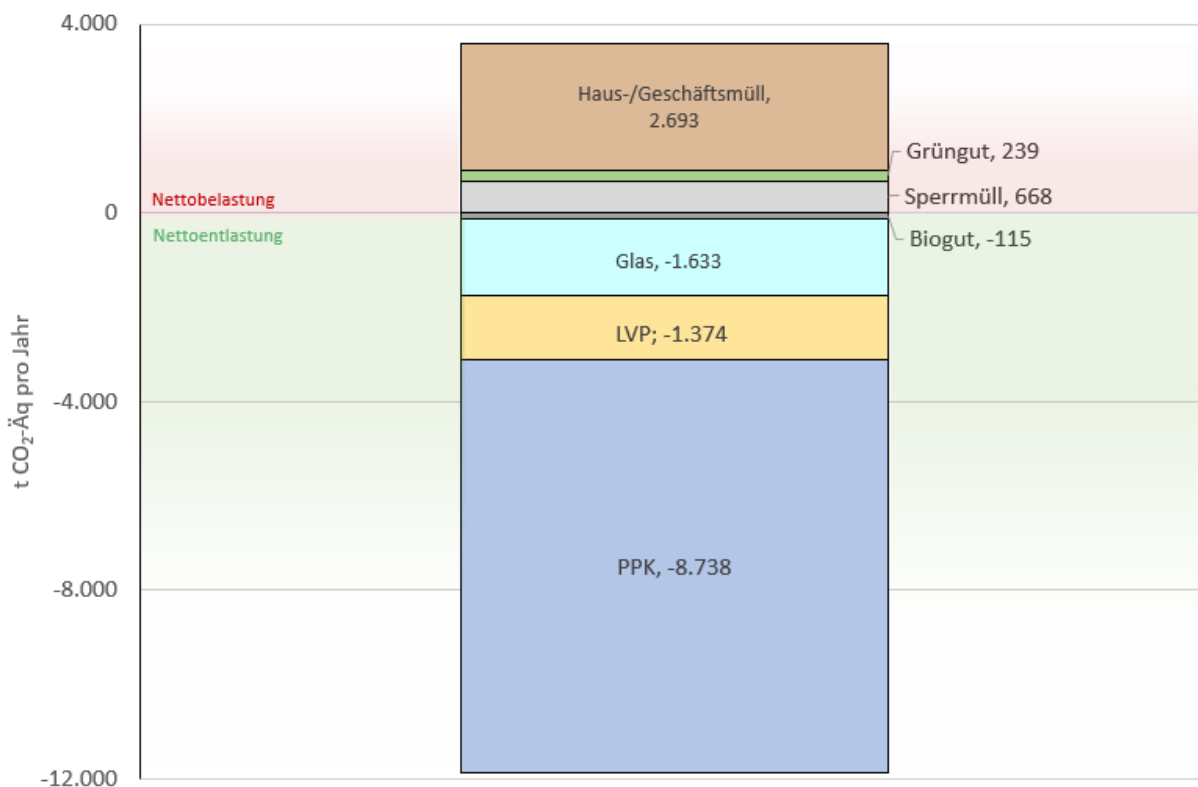 4.000
Haus-/Geschäftsmüll,
2.693
Grüngut, 239
Nettobelastung
Sperrmüll, 668
0
Nettoentlastung
Biogut, -115
Glas, -1.633
LVP; -1.374
-4.000
t CO₂-Äq pro Jahr
PPK, -8.738
-8.000
-12.000